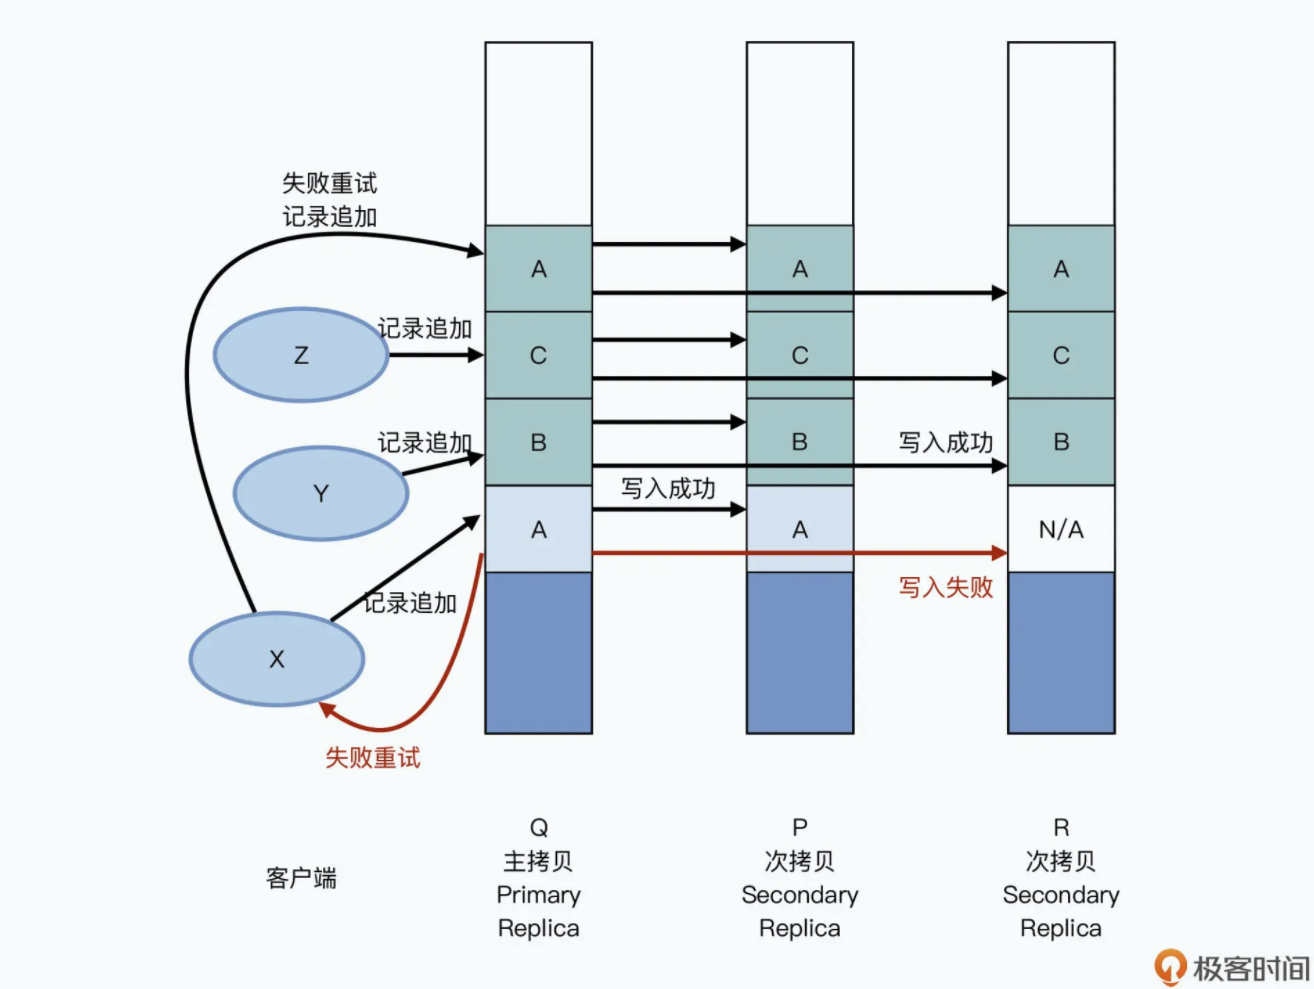 失败重试
记录追加
A
A
A
Z
记录追加
C
C
C
Y
记录追加
B
B
写入成功
B
写入成功
A
A
N/A
X
记录追加
写入失败
失败重试
客户端
Q
主拷贝
Primary
Replica
P
次拷贝
Secondary
Replica
R
次拷贝
Secondary
Replica
极客时间